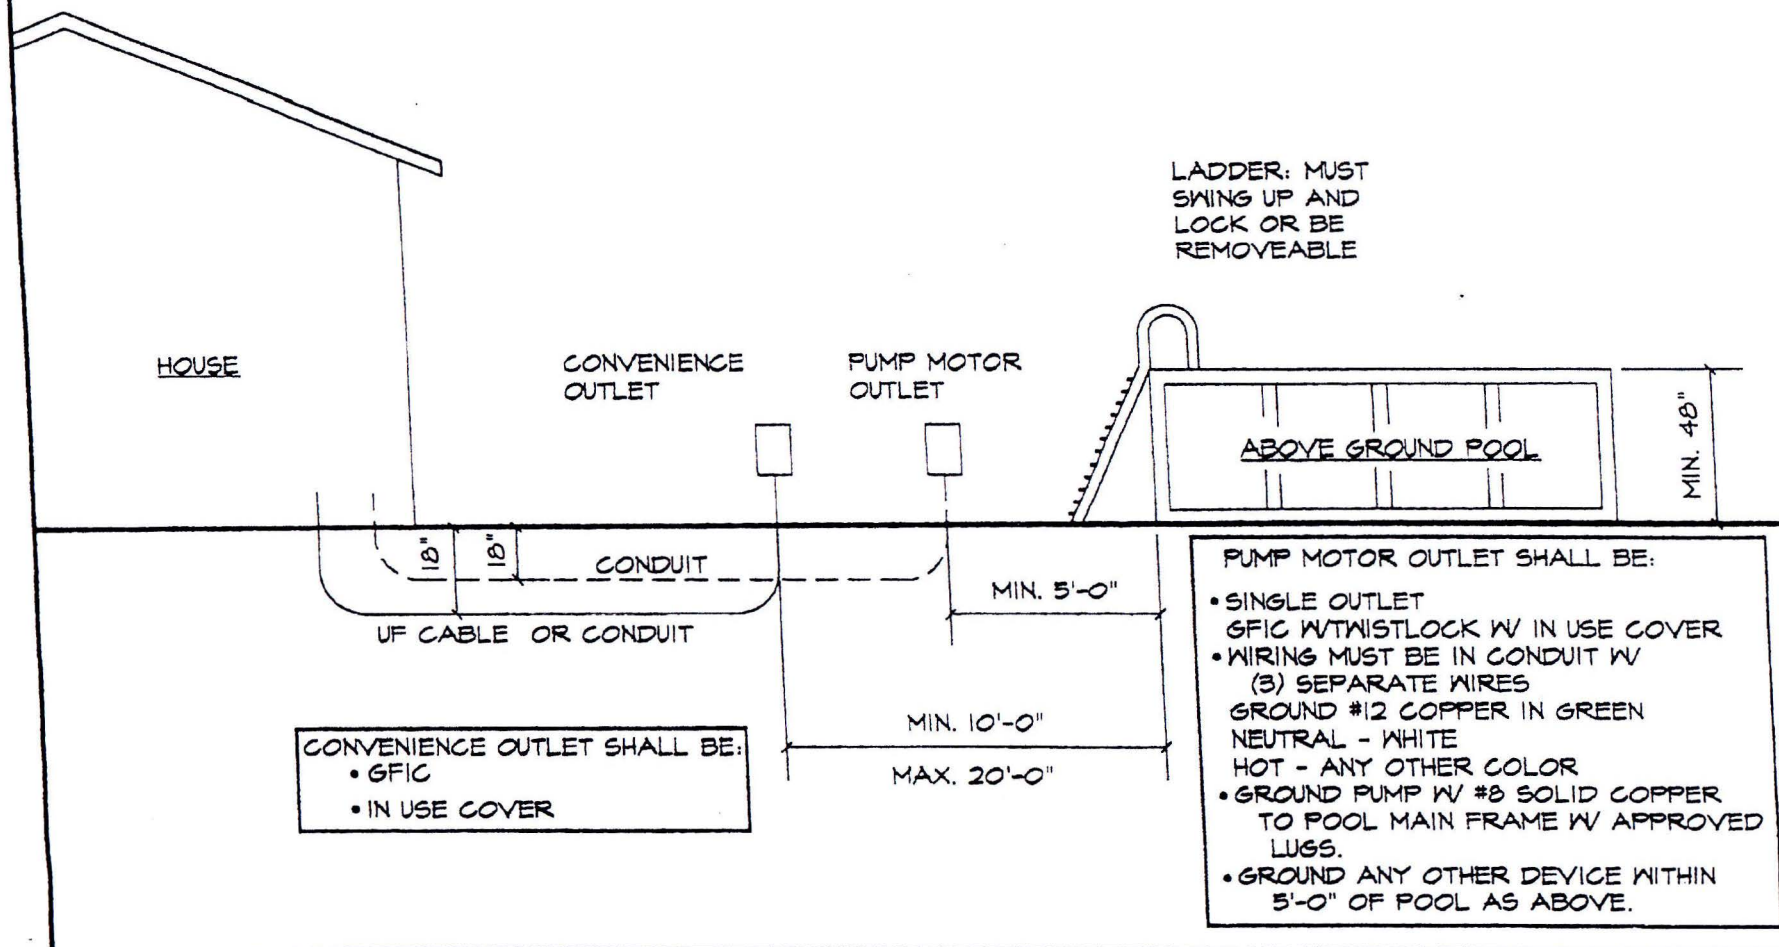 LADDER: MUST
SWING UP AND
LOCK OR BE
REMOVEABLE
HOUSE
CONVENIENCE
OUTLET
PUMP MOTOR
OUTLET
ABOVE GROUND POOL
MIN. 48"
18"
18"
CONDUIT
UF CABLE OR CONDUIT
MIN. 5'-0"
MIN. 10'-0"
MAX. 20'-0"
CONVENIENCE OUTLET SHALL BE:
• GFIC
• IN USE COVER
PUMP MOTOR OUTLET SHALL BE:
• SINGLE OUTLET
GFIC W/TWISTLOCK W/ IN USE COVER
• WIRING MUST BE IN CONDUIT W/
(3) SEPARATE WIRES
GROUND #12 COPPER IN GREEN
NEUTRAL - WHITE
HOT - ANY OTHER COLOR
• GROUND PUMP W/ #8 SOLID COPPER
TO POOL MAIN FRAME W/ APPROVED
LUGS.
• GROUND ANY OTHER DEVICE WITHIN
5'-0" OF POOL AS ABOVE.